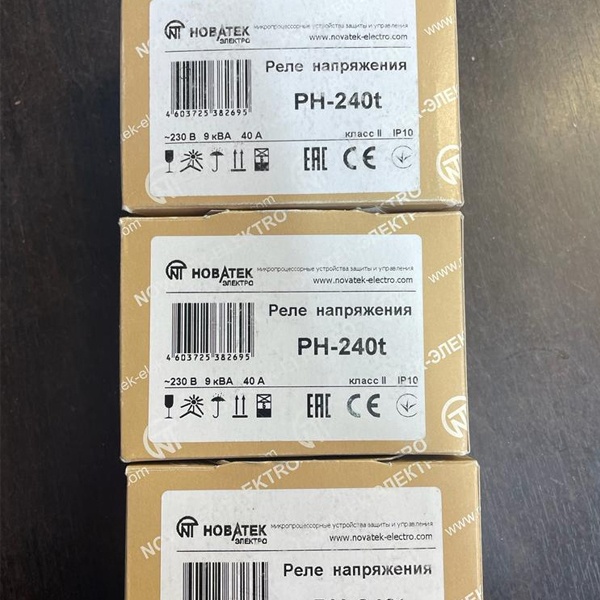 НОВАТЕК
ЭЛЕКТРО
микропроцессорные устройства защиты и управления
www.novatek-electro.com
Реле напряжения
РН-240t
4 603725 382695
~230 В 9 кВА 40 А
класс II IP10
EAC CE
НОВАТЕК
ЭЛЕКТРО
микропроцессорные устройства защиты и управления
www.novatek-electro.com
Реле напряжения
РН-240t
4 603725 382695
~230 В 9 кВА 40 А
класс II IP10
EAC CE
НОВАТЕК
ЭЛЕКТРО
микропроцессорные устройства защиты и управления
www.novatek-electro.com
Реле напряжения